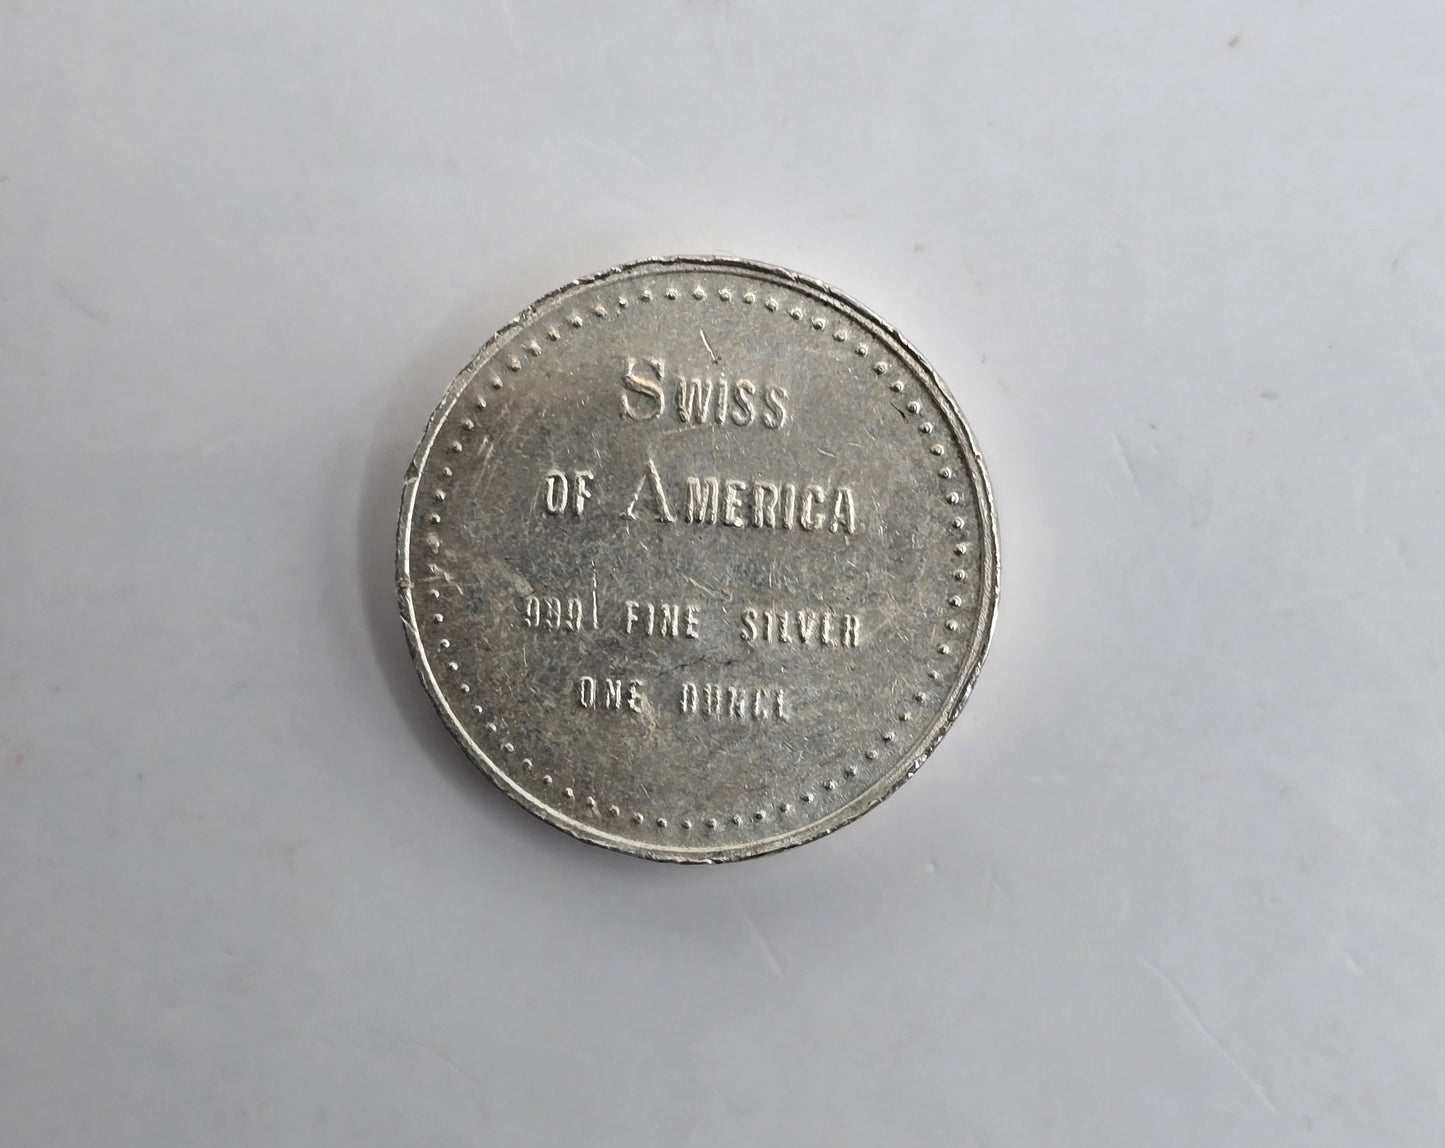 SWiSS
OF AMERICA
999 FINE SILVER
ONE OUNCE